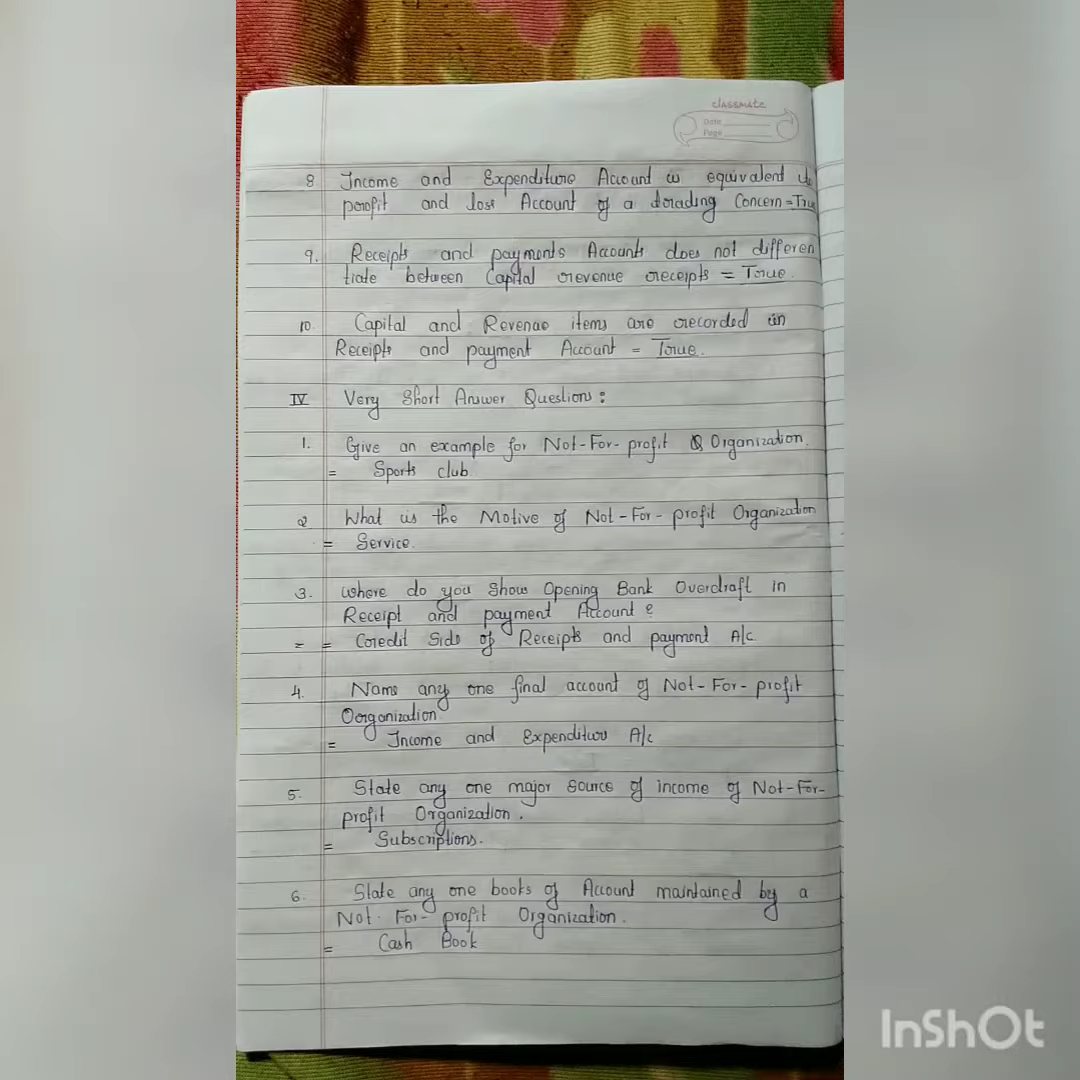 classmate
Date
Page
8 Income and Expenditure Account is equivalent to
profit and loss Account of a trading Concern = True
9. Receipts and payments Accounts does not differen
tiate between Capital revenue receipts = True.
10 Capital and Revenue items are recorded in
Receipts and payment Account = True.
IV Very Short Answer Questions :
1. Give an example for Not-For-profit Organization.
= Sports club
2 What is the Motive of Not-For-profit Organization
= Service.
3. where do you show Opening Bank Overdraft in
Receipt and payment Account ?
= = Credit Side of Receipts and payment A/c
4. Name any one final account of Not-For-profit
Organization
= Income and Expenditure A/c
5. State any one major source of income of Not-For-
profit Organization.
= Subscriptions.
6. State any one books of Account maintained by a
Not-For-profit Organization.
= Cash Book
InShOt